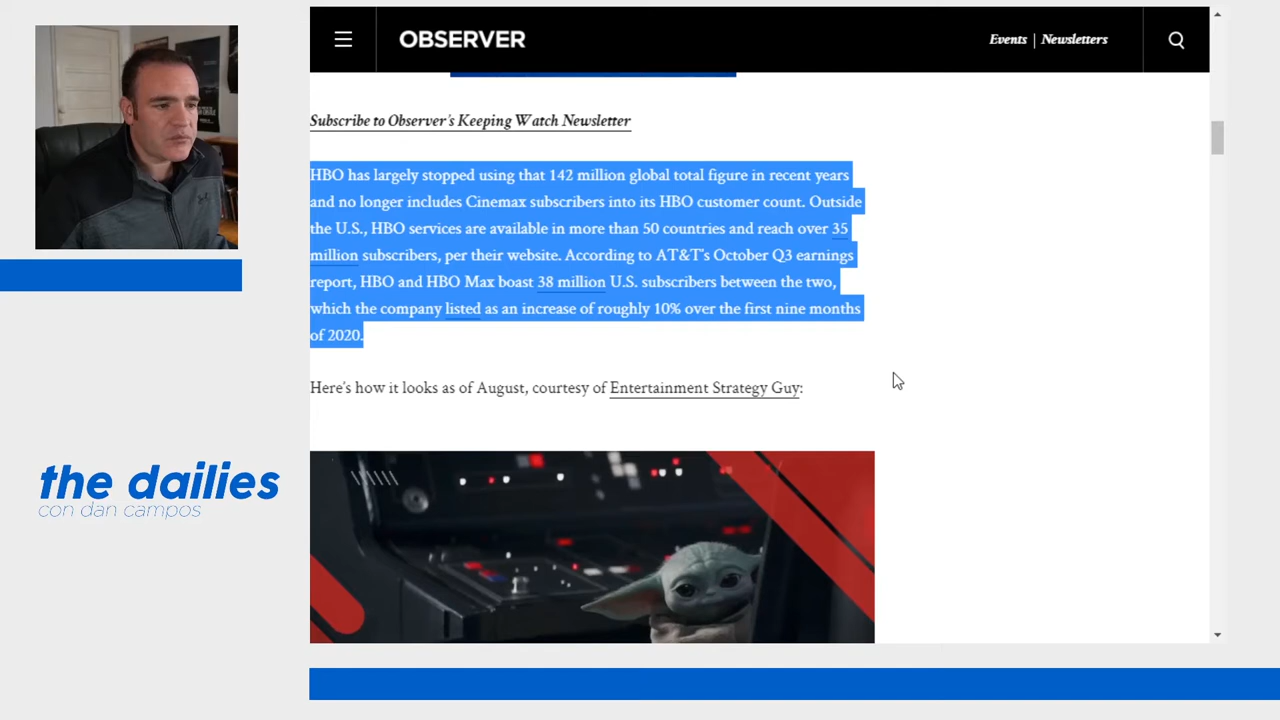 OBSERVER
Events | Newsletters
Subscribe to Observer's Keeping Watch Newsletter
HBO has largely stopped using that 142 million global total figure in recent years
and no longer includes Cinemax subscribers into its HBO customer count. Outside
the U.S., HBO services are available in more than 50 countries and reach over 35
million subscribers, per their website. According to AT&T's October Q3 earnings
report, HBO and HBO Max boast 38 million U.S. subscribers between the two,
which the company listed as an increase of roughly 10% over the first nine months
of 2020.
Here's how it looks as of August, courtesy of Entertainment Strategy Guy:
the dailies
con dan campos